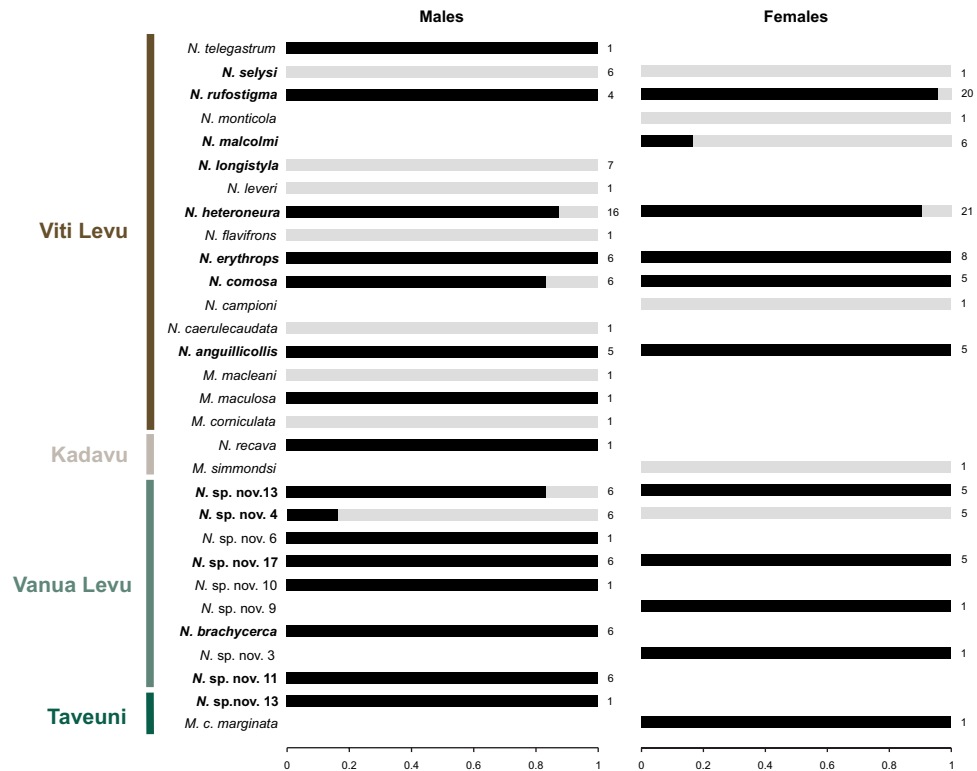 Males Females
N. telegastrum 1
N. selysi 6 1
N. rufostigma 4 20
N. monticola 1
N. malcolmi 6
N. longistyla 7
N. leveri 1
N. heteroneura 16 21
Viti Levu
N. flavifrons 1
N. erythrops 6 8
N. comosa 6 5
N. campioni 1
N. caerulecaudata 1
N. anguillicollis 5 5
M. macleani 1
M. maculosa 1
M. corniculata 1
N. recava 1
Kadavu
M. simmondsi 1
N. sp. nov.13 6 5
N. sp. nov. 4 6 5
N. sp. nov. 6 1
N. sp. nov. 17 6 5
Vanua Levu
N. sp. nov. 10 1
N. sp. nov. 9 1
N. brachycerca 6
N. sp. nov. 3 1
N. sp. nov. 11 6
N. sp.nov. 13 1
Taveuni
M. c. marginata 1
0 0.2 0.4 0.6 0.8 1 0 0.2 0.4 0.6 0.8 1